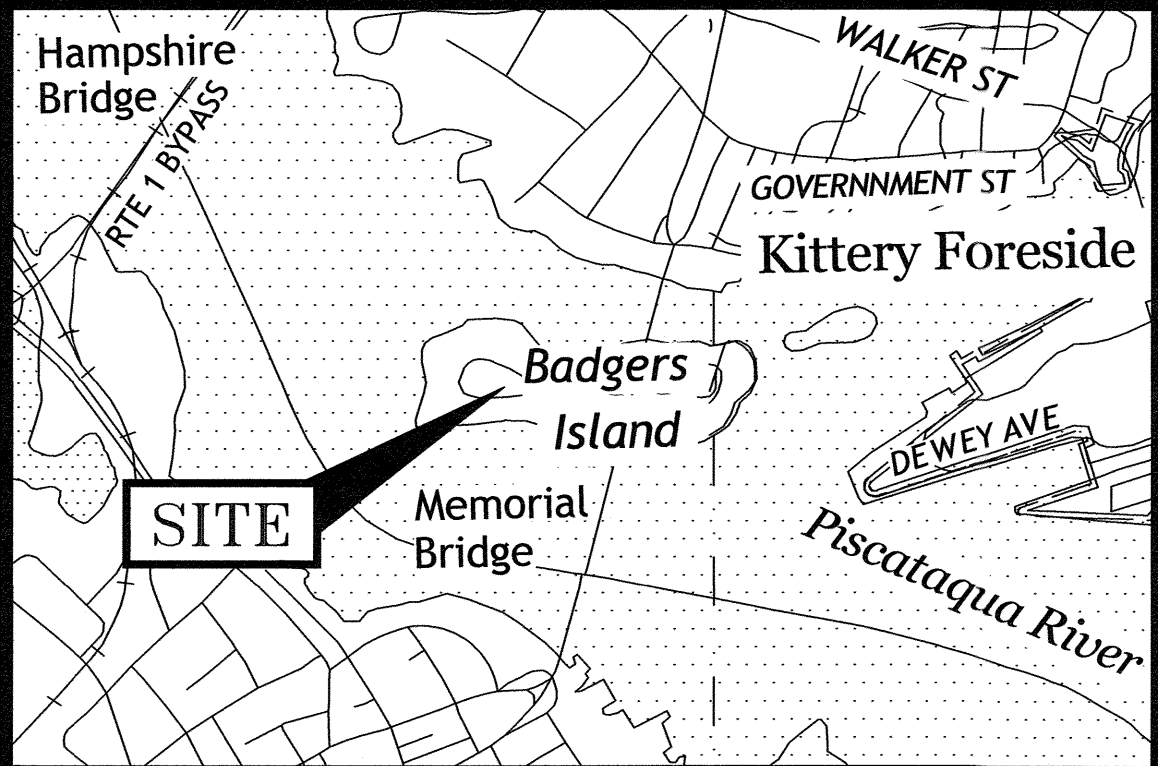 Hampshire
Bridge
RTE 1 BYPASS
WALKER ST
GOVERNNMENT ST
Kittery Foreside
Badgers
Island
DEWEY AVE
SITE
Memorial
Bridge
Piscataqua River